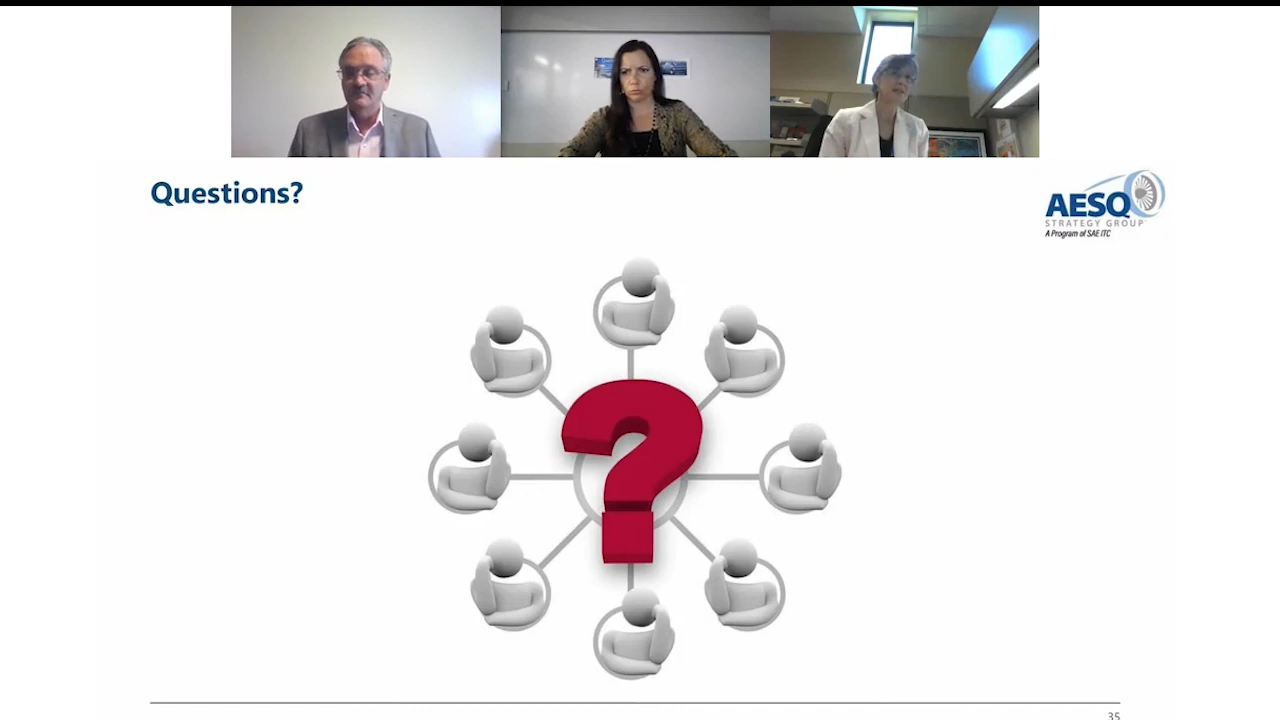 Questions?
AESQ
STRATEGY GROUP
A Program of SAE ITC
35